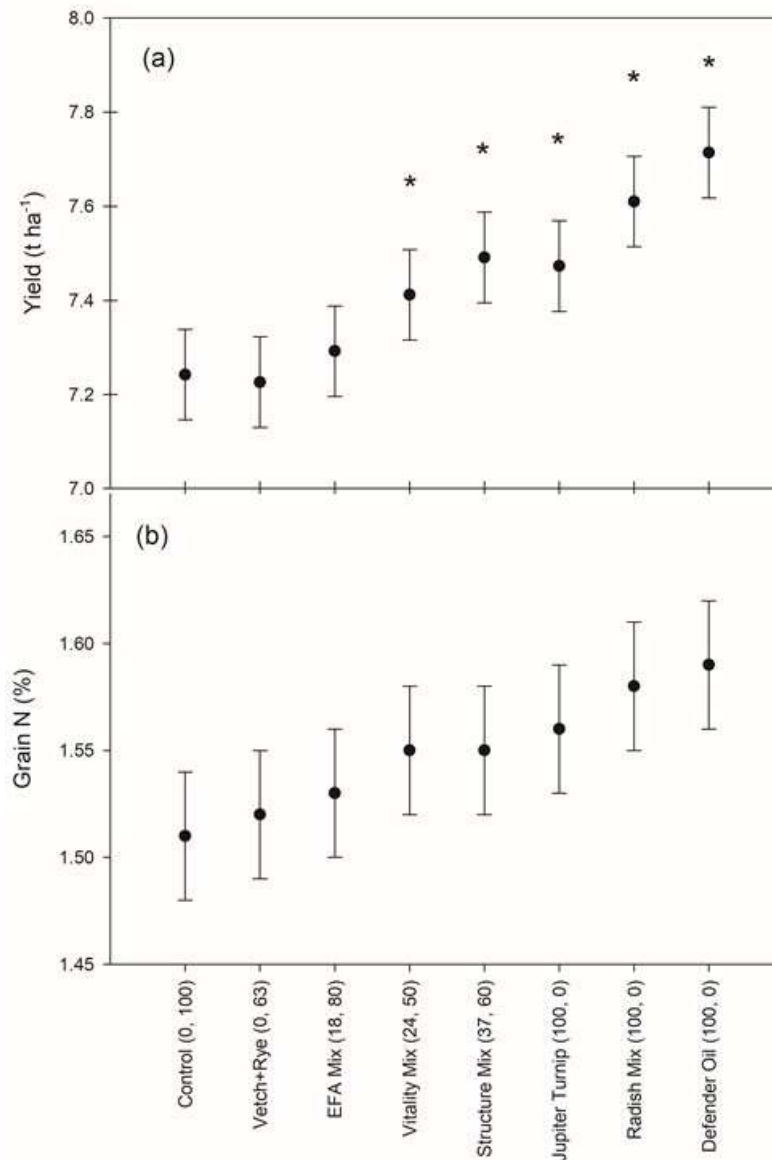 8.0
(a)
7.8
7.6
7.4
7.2
7.0
Yield (t ha⁻¹)
* * * * *
(b)
1.65
1.60
1.55
1.50
1.45
Grain N (%)
Control (0, 100)
Vetch+Rye (0, 63)
EFA Mix (18, 80)
Vitality Mix (24, 50)
Structure Mix (37, 60)
Jupiter Turnip (100, 0)
Radish Mix (100, 0)
Defender Oil (100, 0)